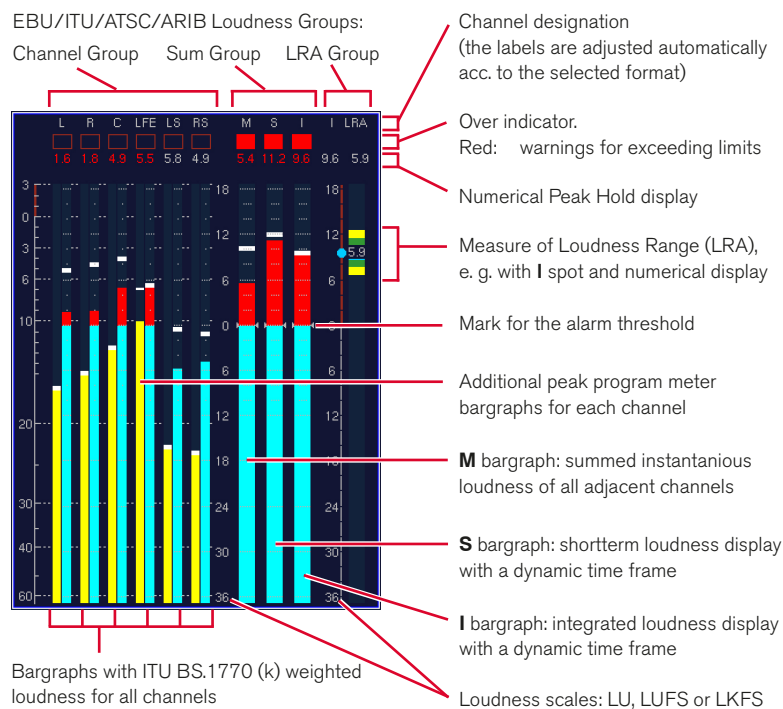 EBU/ITU/ATSC/ARIB Loudness Groups:
Channel Group Sum Group LRA Group
Channel designation
(the labels are adjusted automatically
acc. to the selected format)
L R C LFE LS RS M S I I LRA
Over indicator.
Red: warnings for exceeding limits
1.6 1.8 4.9 5.5 5.8 4.9 5.4 11.2 9.6 9.6 5.9
Numerical Peak Hold display
3 18 18
0
3 12 12
5.9
6 6 6
Measure of Loudness Range (LRA),
e. g. with I spot and numerical display
10 0 0
Mark for the alarm threshold
6 6
Additional peak program meter
bargraphs for each channel
20 12 12
18 18
M bargraph: summed instantanious
loudness of all adjacent channels
30 24 24
40 30 30
S bargraph: shortterm loudness display
with a dynamic time frame
60 36 36
I bargraph: integrated loudness display
with a dynamic time frame
Bargraphs with ITU BS.1770 (k) weighted
loudness for all channels
Loudness scales: LU, LUFS or LKFS